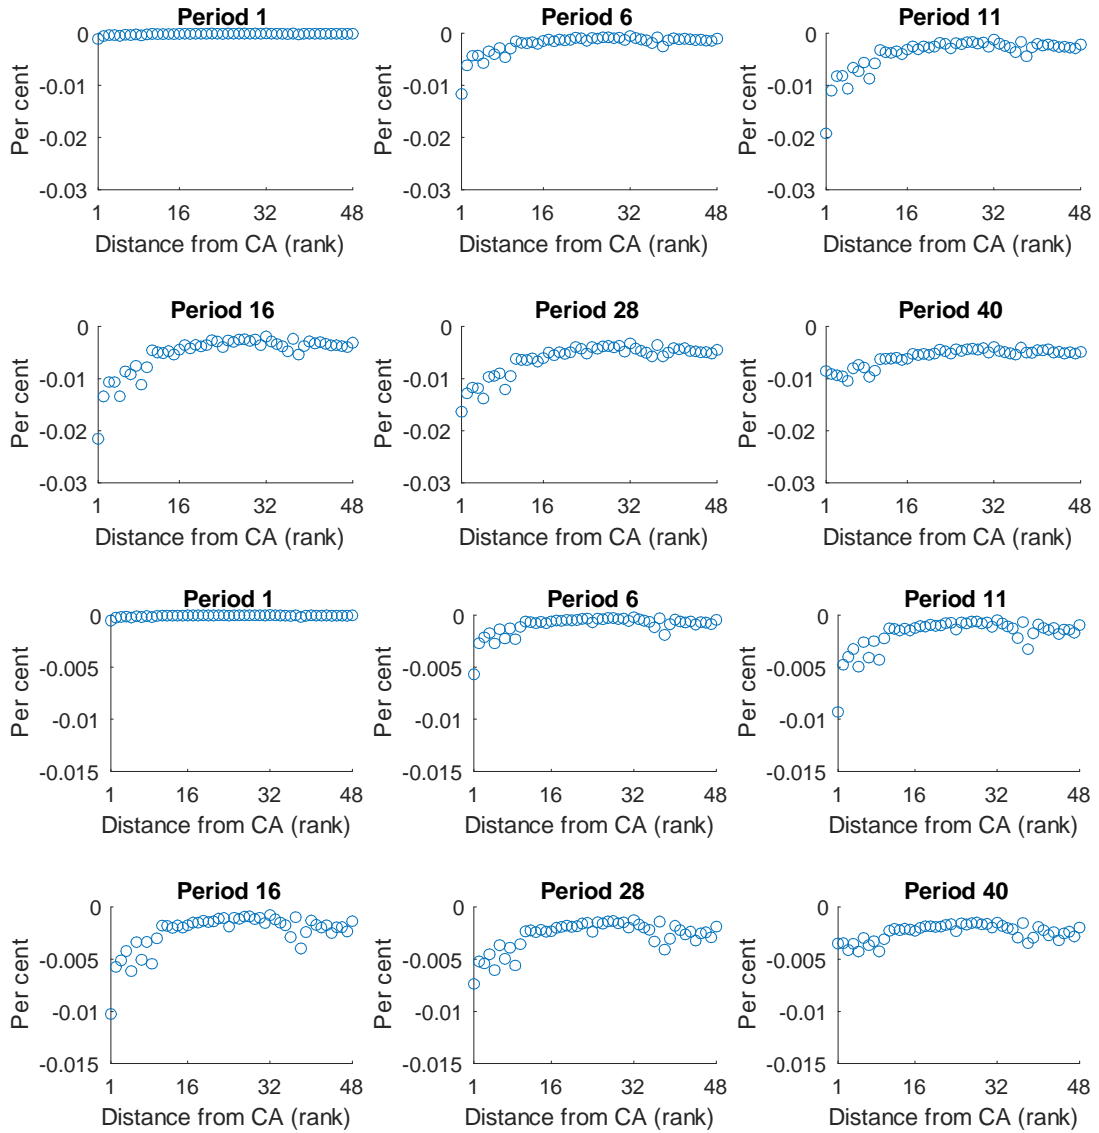 Period 1
0
-0.01
-0.02
-0.03
Per cent
1 16 32 48
Distance from CA (rank)
Period 6
0
-0.01
-0.02
-0.03
Per cent
1 16 32 48
Distance from CA (rank)
Period 11
0
-0.01
-0.02
-0.03
Per cent
1 16 32 48
Distance from CA (rank)
Period 16
0
-0.01
-0.02
-0.03
Per cent
1 16 32 48
Distance from CA (rank)
Period 28
0
-0.01
-0.02
-0.03
Per cent
1 16 32 48
Distance from CA (rank)
Period 40
0
-0.01
-0.02
-0.03
Per cent
1 16 32 48
Distance from CA (rank)
Period 1
0
-0.005
-0.01
-0.015
Per cent
1 16 32 48
Distance from CA (rank)
Period 6
0
-0.005
-0.01
-0.015
Per cent
1 16 32 48
Distance from CA (rank)
Period 11
0
-0.005
-0.01
-0.015
Per cent
1 16 32 48
Distance from CA (rank)
Period 16
0
-0.005
-0.01
-0.015
Per cent
1 16 32 48
Distance from CA (rank)
Period 28
0
-0.005
-0.01
-0.015
Per cent
1 16 32 48
Distance from CA (rank)
Period 40
0
-0.005
-0.01
-0.015
Per cent
1 16 32 48
Distance from CA (rank)